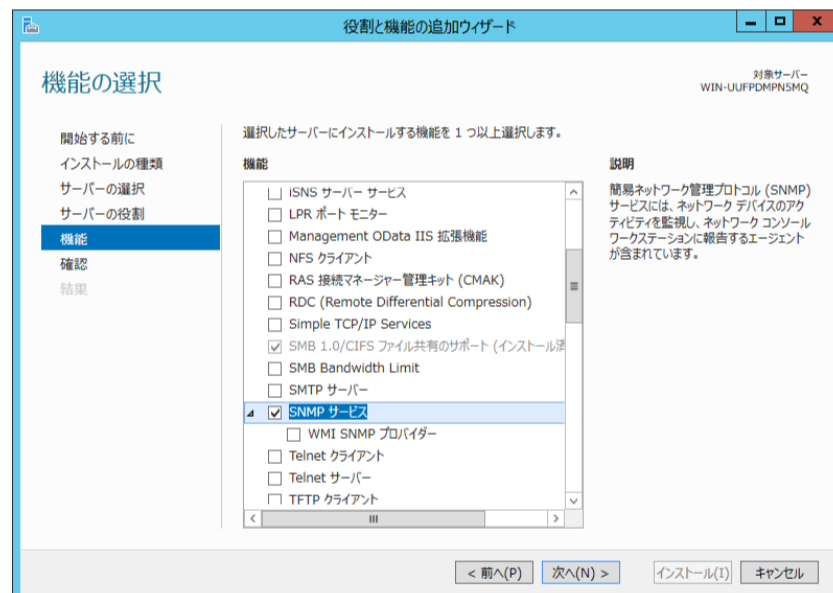 役割と機能の追加ウィザード
機能の選択
対象サーバー
WIN-UUFPDMPN5MQ
開始する前に
インストールの種類
サーバーの選択
サーバーの役割
機能
確認
結果
選択したサーバーにインストールする機能を 1 つ以上選択します。
機能
iSNS サーバー サービス
LPR ポート モニター
Management OData IIS 拡張機能
NFS クライアント
RAS 接続マネージャー管理キット (CMAK)
RDC (Remote Differential Compression)
Simple TCP/IP Services
SMB 1.0/CIFS ファイル共有のサポート (インストール済
SMB Bandwidth Limit
SMTP サーバー
SNMP サービス
WMI SNMP プロバイダー
Telnet クライアント
Telnet サーバー
TFTP クライアント
説明
簡易ネットワーク管理プロトコル (SNMP)
サービスには、ネットワーク デバイスのアク
ティビティを監視し、ネットワーク コンソール
ワークステーションに報告するエージェント
が含まれています。
< 前へ(P)
次へ(N) >
インストール(I)
キャンセル